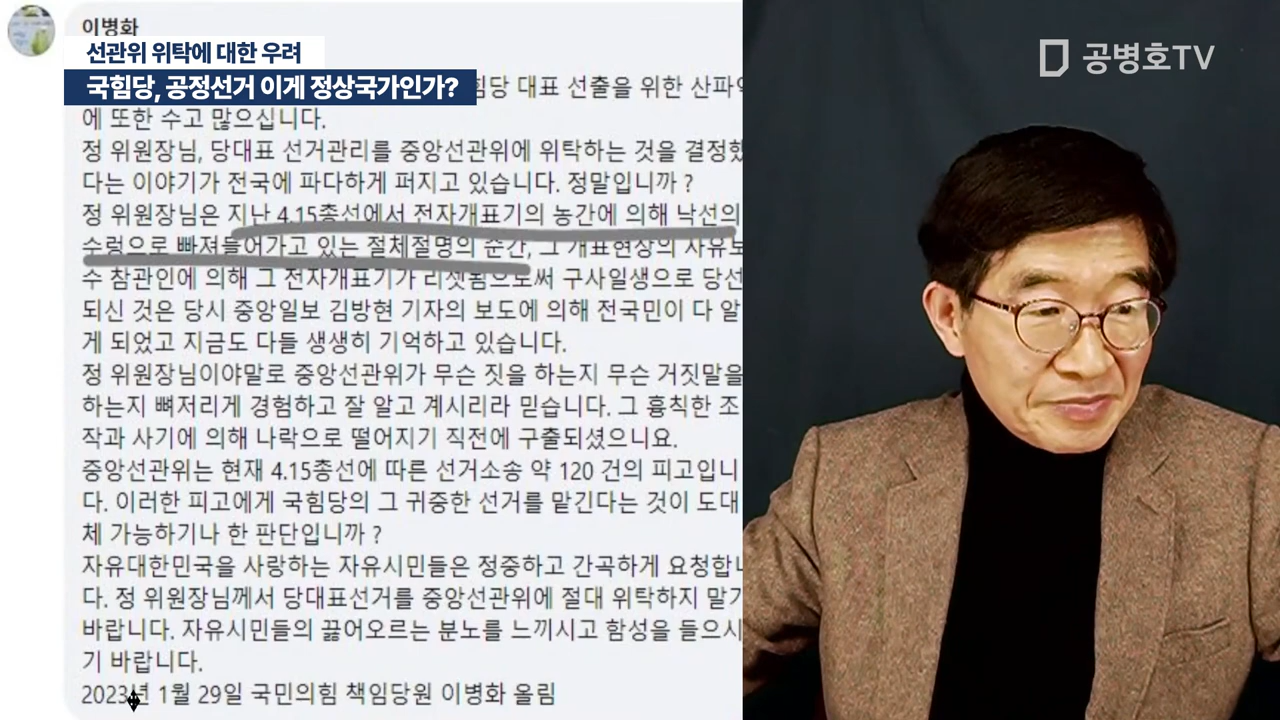 이병화
선관위 위탁에 대한 우려
국힘당, 공정선거 이게 정상국가인가?
공병호TV
힘당 대표 선출을 위한 산파역
에 또한 수고 많으십니다.
정 위원장님, 당대표 선거관리를 중앙선관위에 위탁하는 것을 결정했
다는 이야기가 전국에 파다하게 퍼지고 있습니다. 정말입니까 ?
정 위원장님은 지난 4.15총선에서 전자개표기의 농간에 의해 낙선의
수렁으로 빠져들어가고 있는 절체절명의 순간, 그 개표현장의 사유보
수 참관인에 의해 그 전자개표기가 리셋됨으로써 구사일생으로 당선
되신 것은 당시 중앙일보 김방현 기자의 보도에 의해 전국민이 다 알
게 되었고 지금도 다들 생생히 기억하고 있습니다.
정 위원장님이야말로 중앙선관위가 무슨 짓을 하는지 무슨 거짓말을
하는지 뼈저리게 경험하고 잘 알고 계시리라 믿습니다. 그 흉칙한 조
작과 사기에 의해 나락으로 떨어지기 직전에 구출되셨으니요.
중앙선관위는 현재 4.15총선에 따른 선거소송 약 120 건의 피고입니
다. 이러한 피고에게 국힘당의 그 귀중한 선거를 맡긴다는 것이 도대
체 가능하기나 한 판단입니까 ?
자유대한민국을 사랑하는 자유시민들은 정중하고 간곡하게 요청합니
다. 정 위원장님께서 당대표선거를 중앙선관위에 절대 위탁하지 말기
바랍니다. 자유시민들의 끓어오르는 분노를 느끼시고 함성을 들으시
기 바랍니다.
2023년 1월 29일 국민의힘 책임당원 이병화 올림